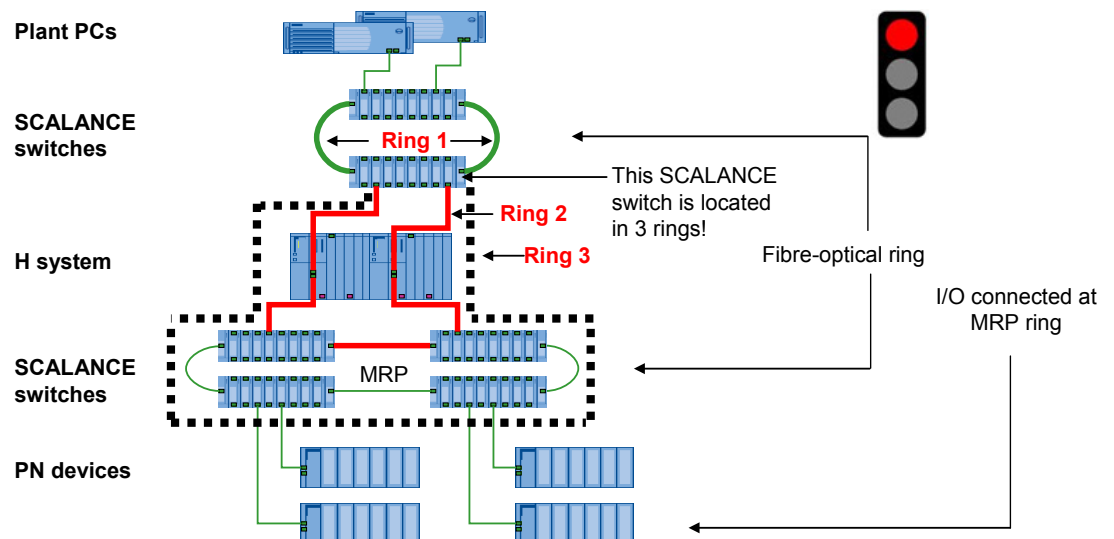 Plant PCs
SCALANCE
switches
Ring 1
This SCALANCE
switch is located
in 3 rings!
Ring 2
H system
Ring 3
Fibre-optical ring
I/O connected at
MRP ring
SCALANCE
switches
MRP
PN devices